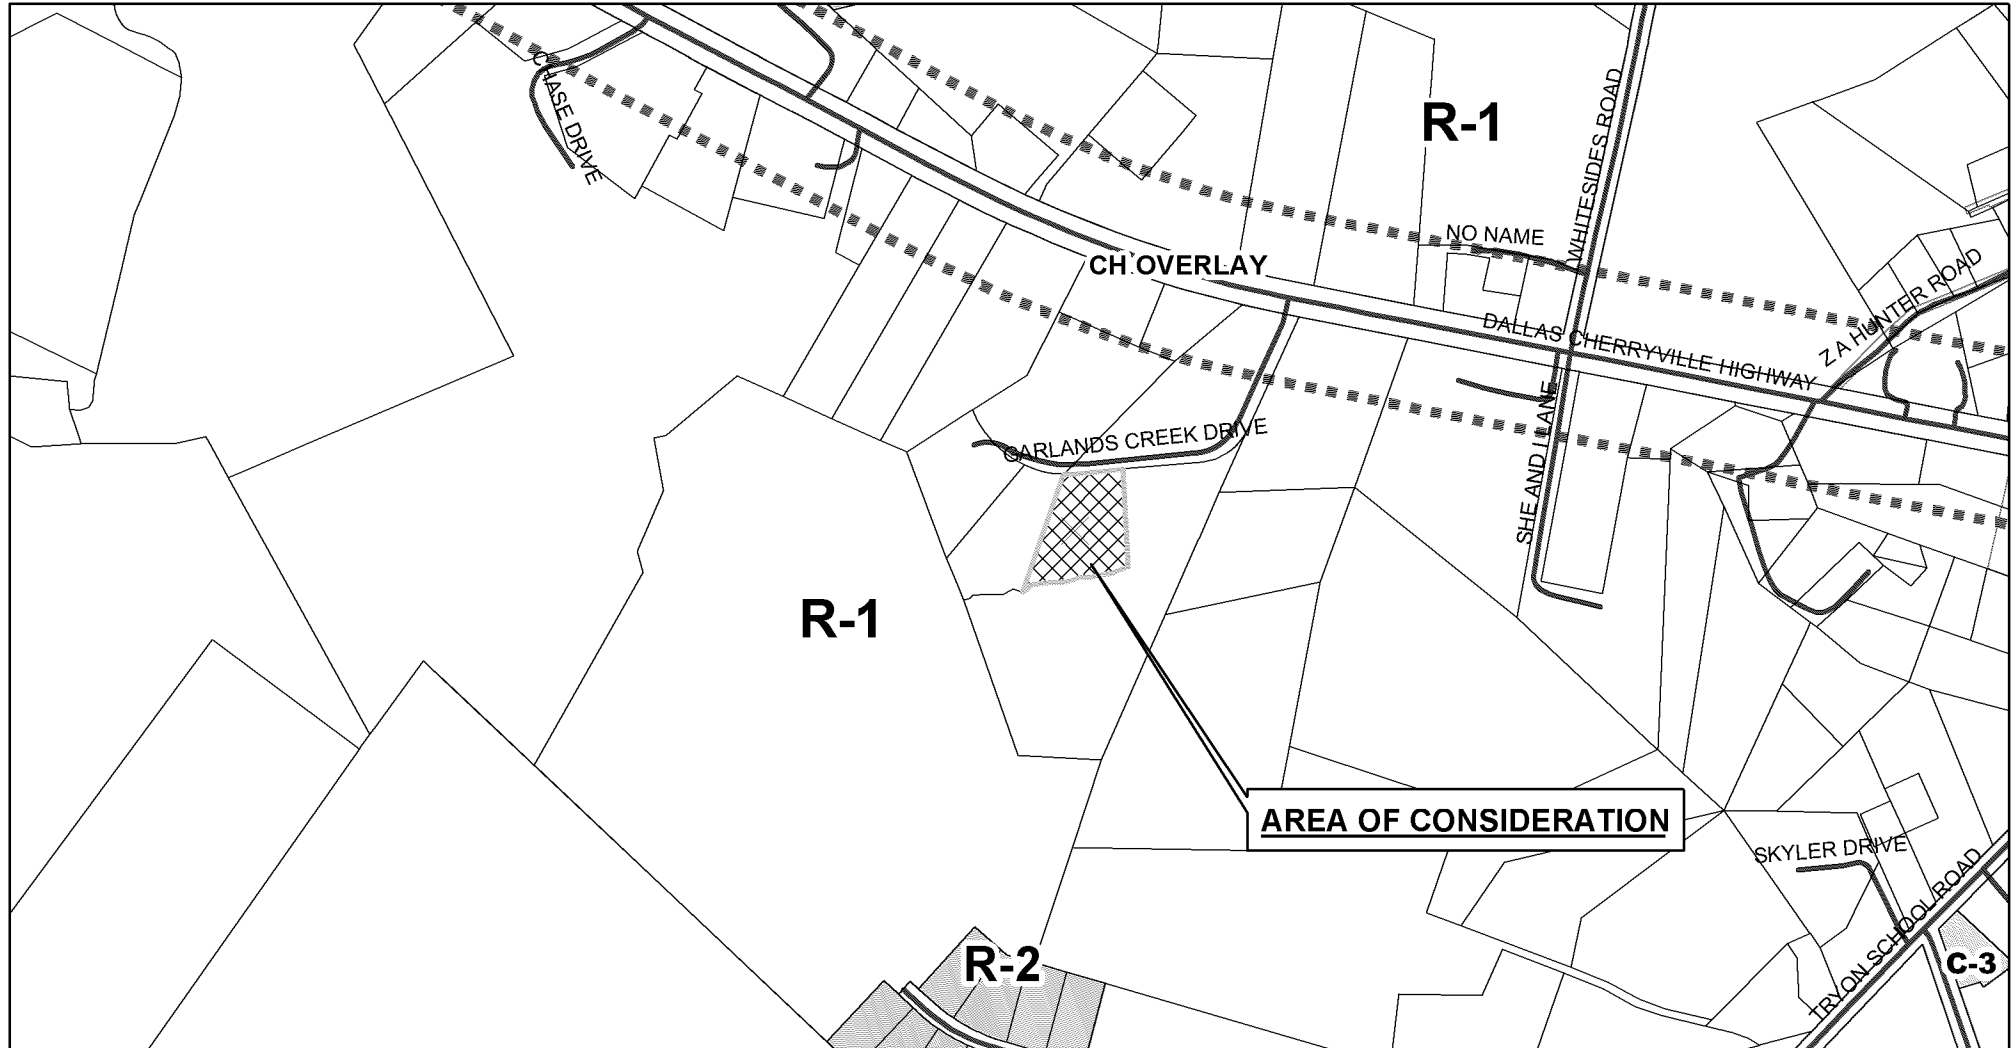 CHASE DRIVE
R-1
WHITESIDES ROAD
NO NAME
CH OVERLAY
Z A HUNTER ROAD
DALLAS CHERRYVILLE HIGHWAY
GARLANDS CREEK DRIVE
SHE AND I LANE
R-1
AREA OF CONSIDERATION
SKYLER DRIVE
TRYON SCHOOL ROAD
R-2
C-3